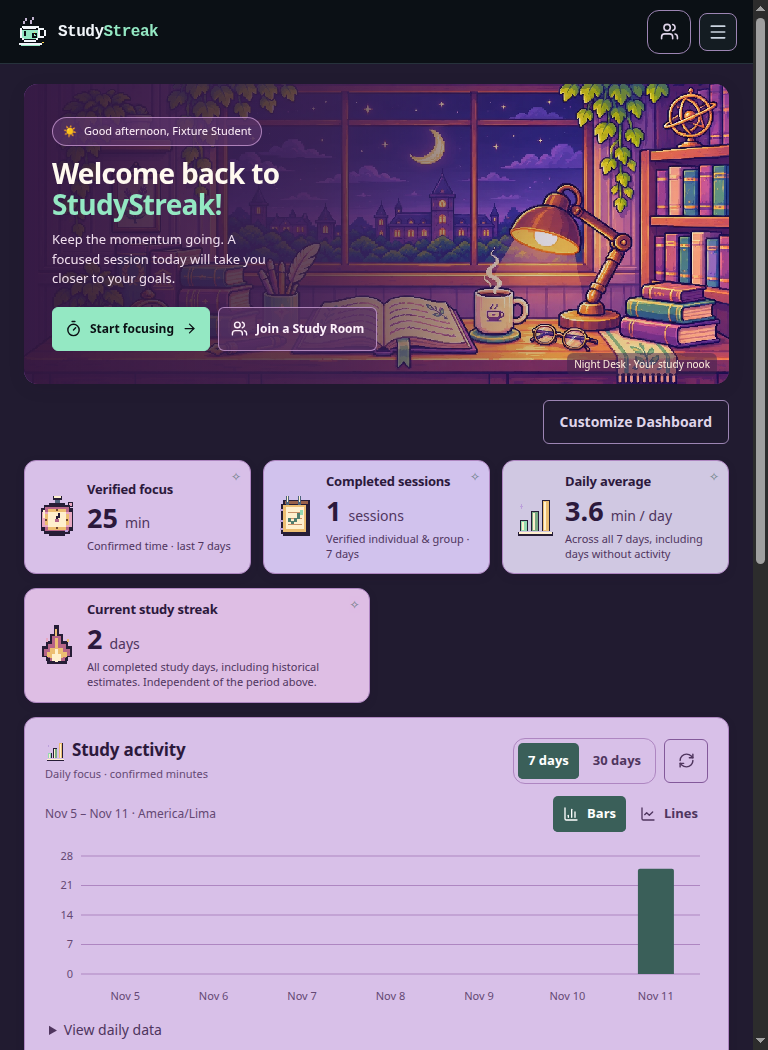 StudyStreak
Good afternoon, Fixture Student
Welcome back to
StudyStreak!
Keep the momentum going. A
focused session today will take you
closer to your goals.
Start focusing
Join a Study Room
Night Desk · Your study nook
Customize Dashboard
Verified focus
25 min
Confirmed time · last 7 days
Completed sessions
1 sessions
Verified individual & group ·
7 days
Daily average
3.6 min / day
Across all 7 days, including
days without activity
Current study streak
2 days
All completed study days, including historical
estimates. Independent of the period above.
Study activity
Daily focus · confirmed minutes
7 days
30 days
Nov 5 – Nov 11 · America/Lima
Bars
Lines
28
21
14
7
0
Nov 5 Nov 6 Nov 7 Nov 8 Nov 9 Nov 10 Nov 11
View daily data